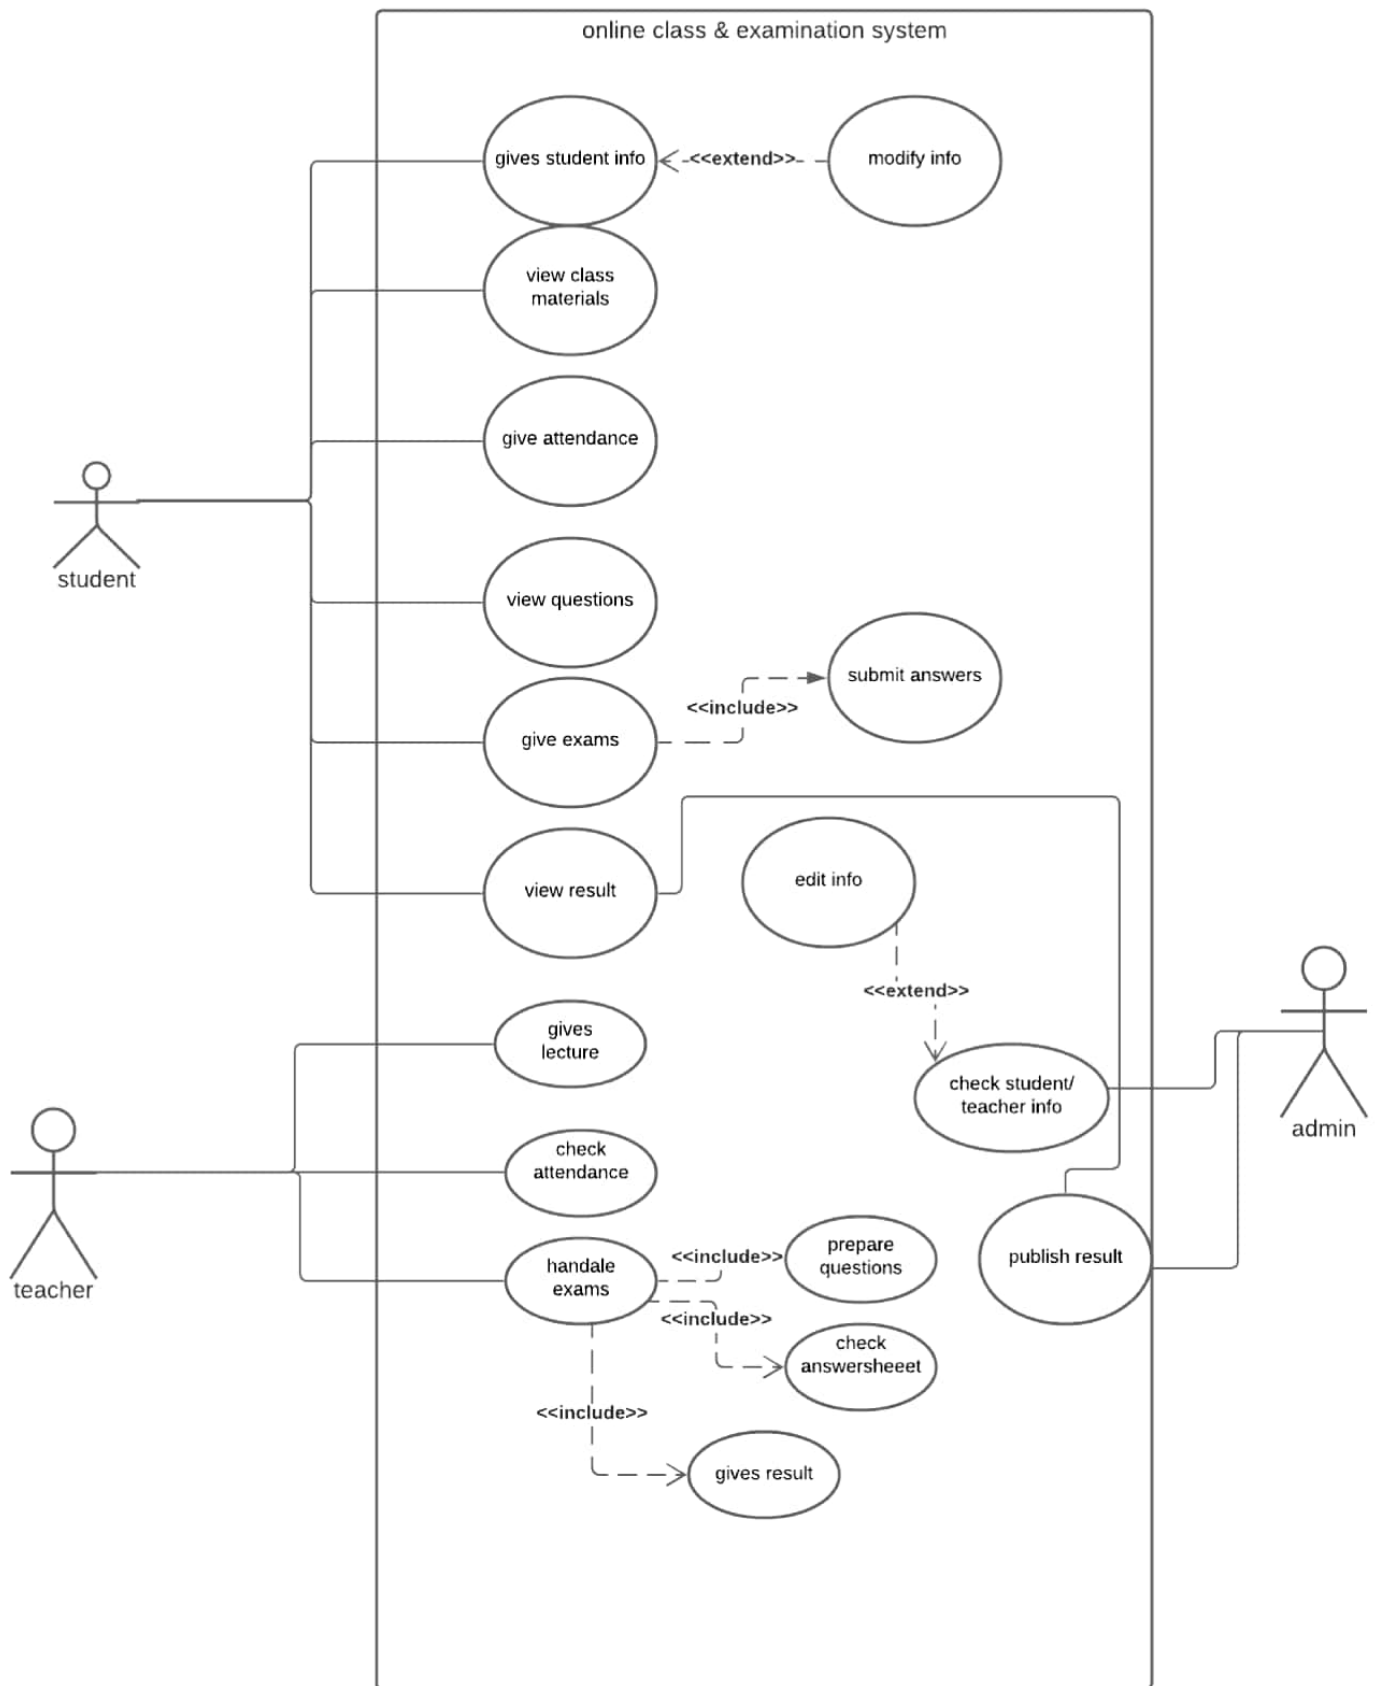 online class & examination system
gives student info
<<extend>>
modify info
view class
materials
give attendance
student
view questions
submit answers
<<include>>
give exams
view result
edit info
<<extend>>
gives
lecture
check student/
teacher info
admin
check
attendance
teacher
handale
exams
<<include>>
prepare
questions
publish result
<<include>>
check
answersheeet
<<include>>
gives result